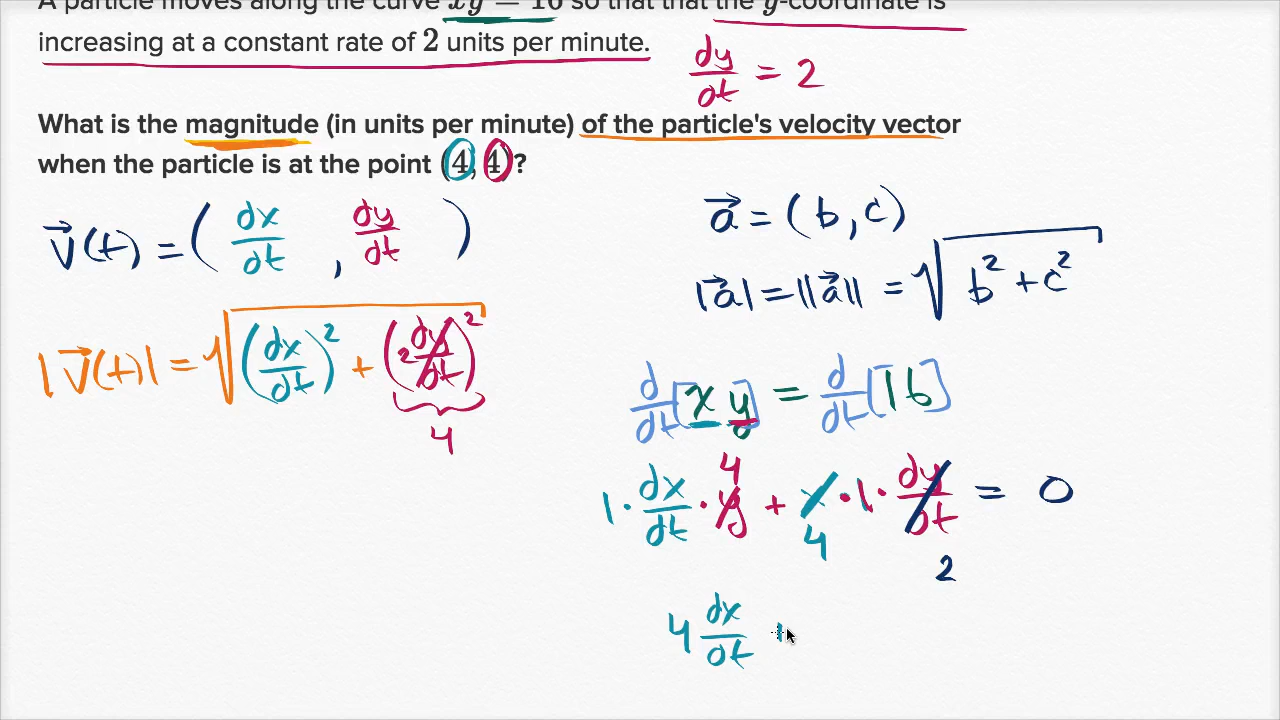 A particle moves along the curve xy = 16 so that that the y-coordinate is
increasing at a constant rate of 2 units per minute.
dy/dt = 2
What is the magnitude (in units per minute) of the particle's velocity vector
when the particle is at the point (4, 4)?
v⃗(t) = ( dx/dt , dy/dt )
a⃗ = (b, c)
|a⃗| = ||a⃗|| = √(b² + c²)
|v⃗(t)| = √((dx/dt)² + (2 dy/dt)²)
4
d/dt[xy] = d/dt[16]
4
1 · dx/dt · y + x · 1 · dy/dt = 0
4
2
4 dx/dt